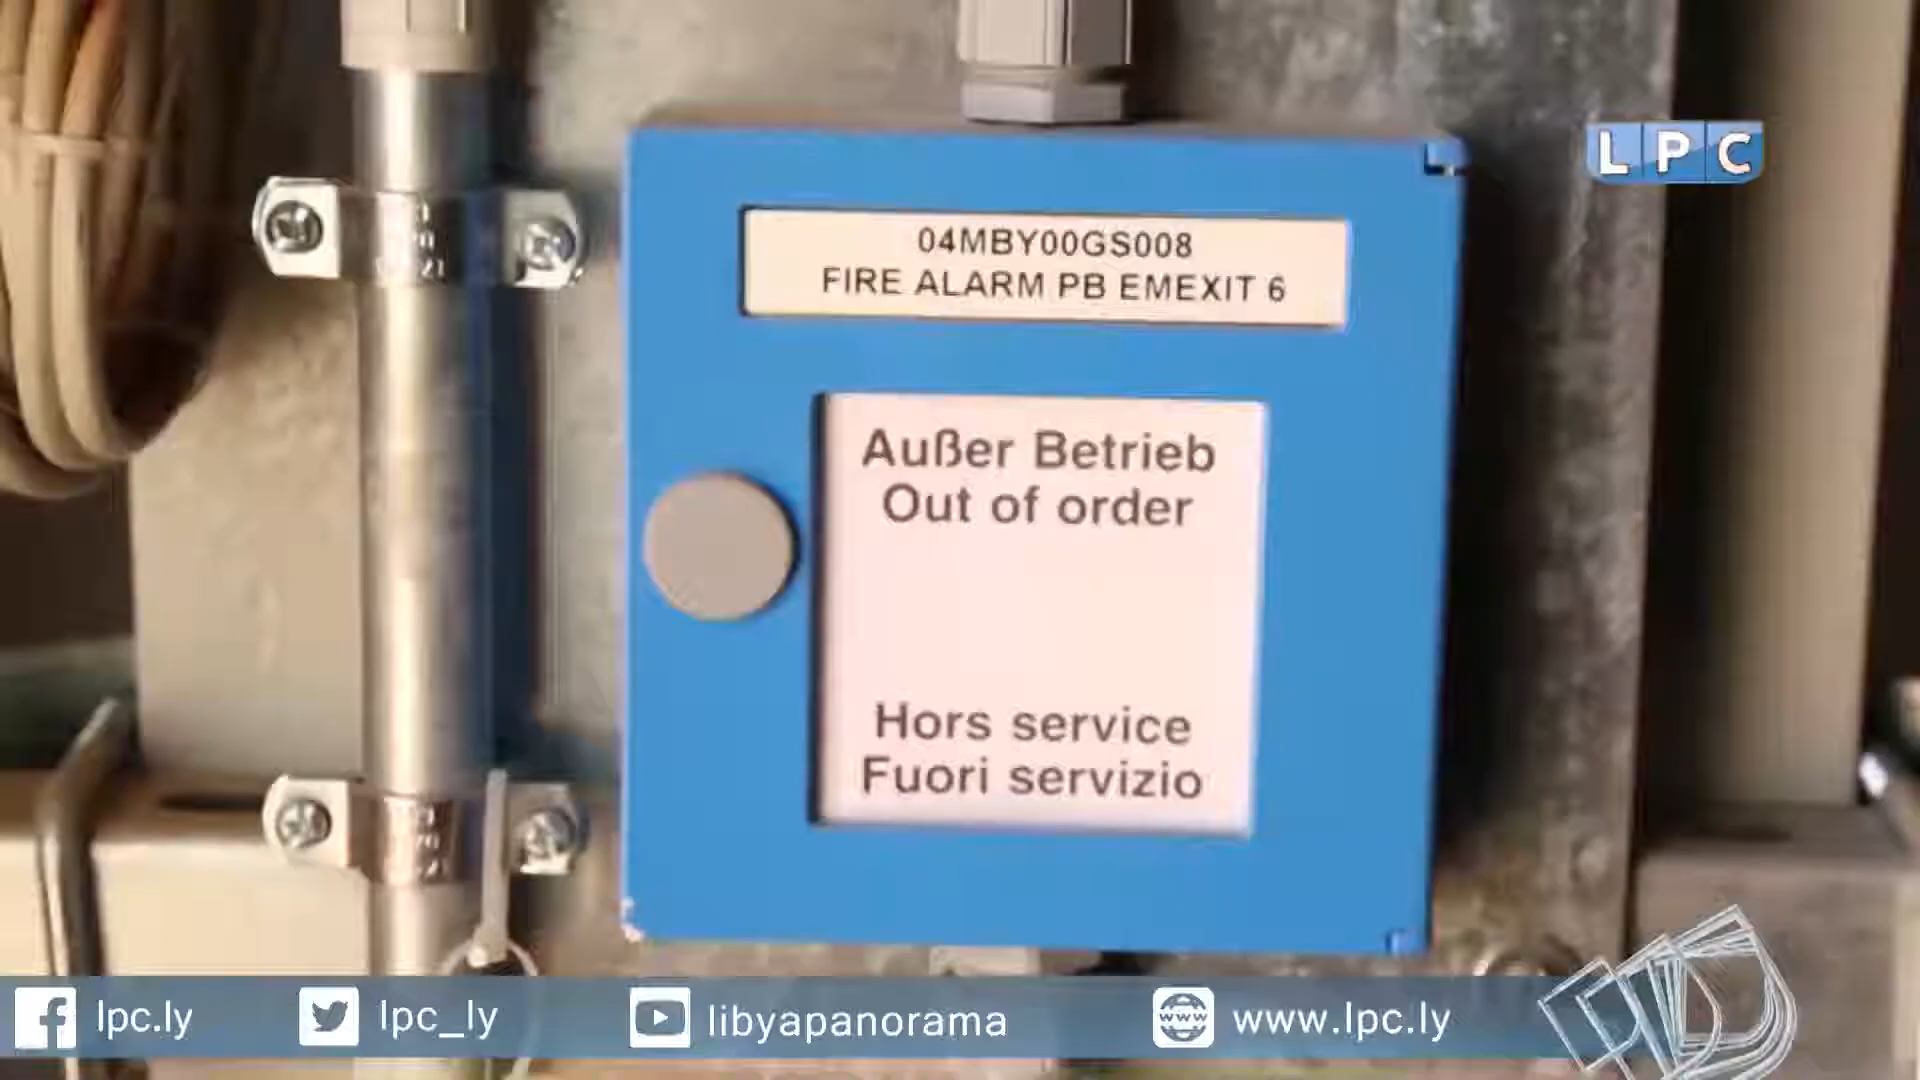 LPC
04MBY00GS008
FIRE ALARM PB EMEXIT 6
Außer Betrieb
Out of order
Hors service
Fuori servizio
lpc.ly
lpc_ly
libyapanorama
www.lpc.ly